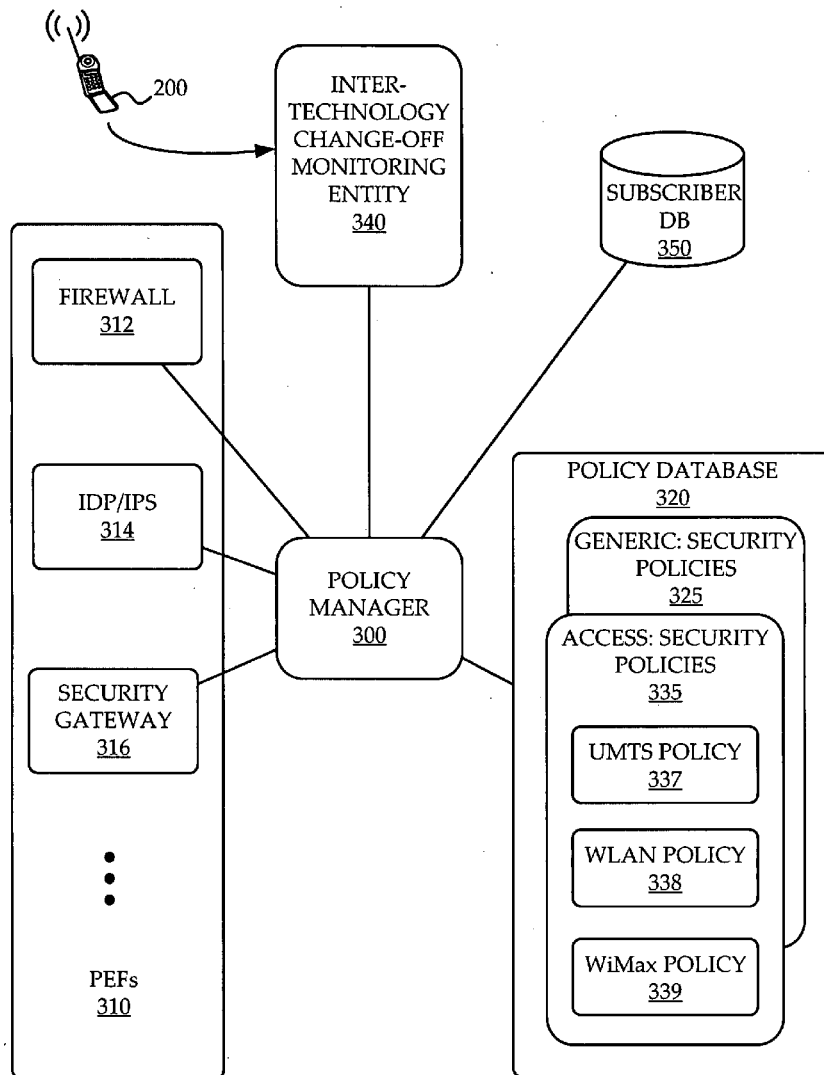 200
INTER-
TECHNOLOGY
CHANGE-OFF
MONITORING
ENTITY
340
SUBSCRIBER
DB
350
FIREWALL
312
IDP/IPS
314
SECURITY
GATEWAY
316
PEFs
310
POLICY
MANAGER
300
POLICY DATABASE
320
GENERIC: SECURITY
POLICIES
325
ACCESS: SECURITY
POLICIES
335
UMTS POLICY
337
WLAN POLICY
338
WiMax POLICY
339